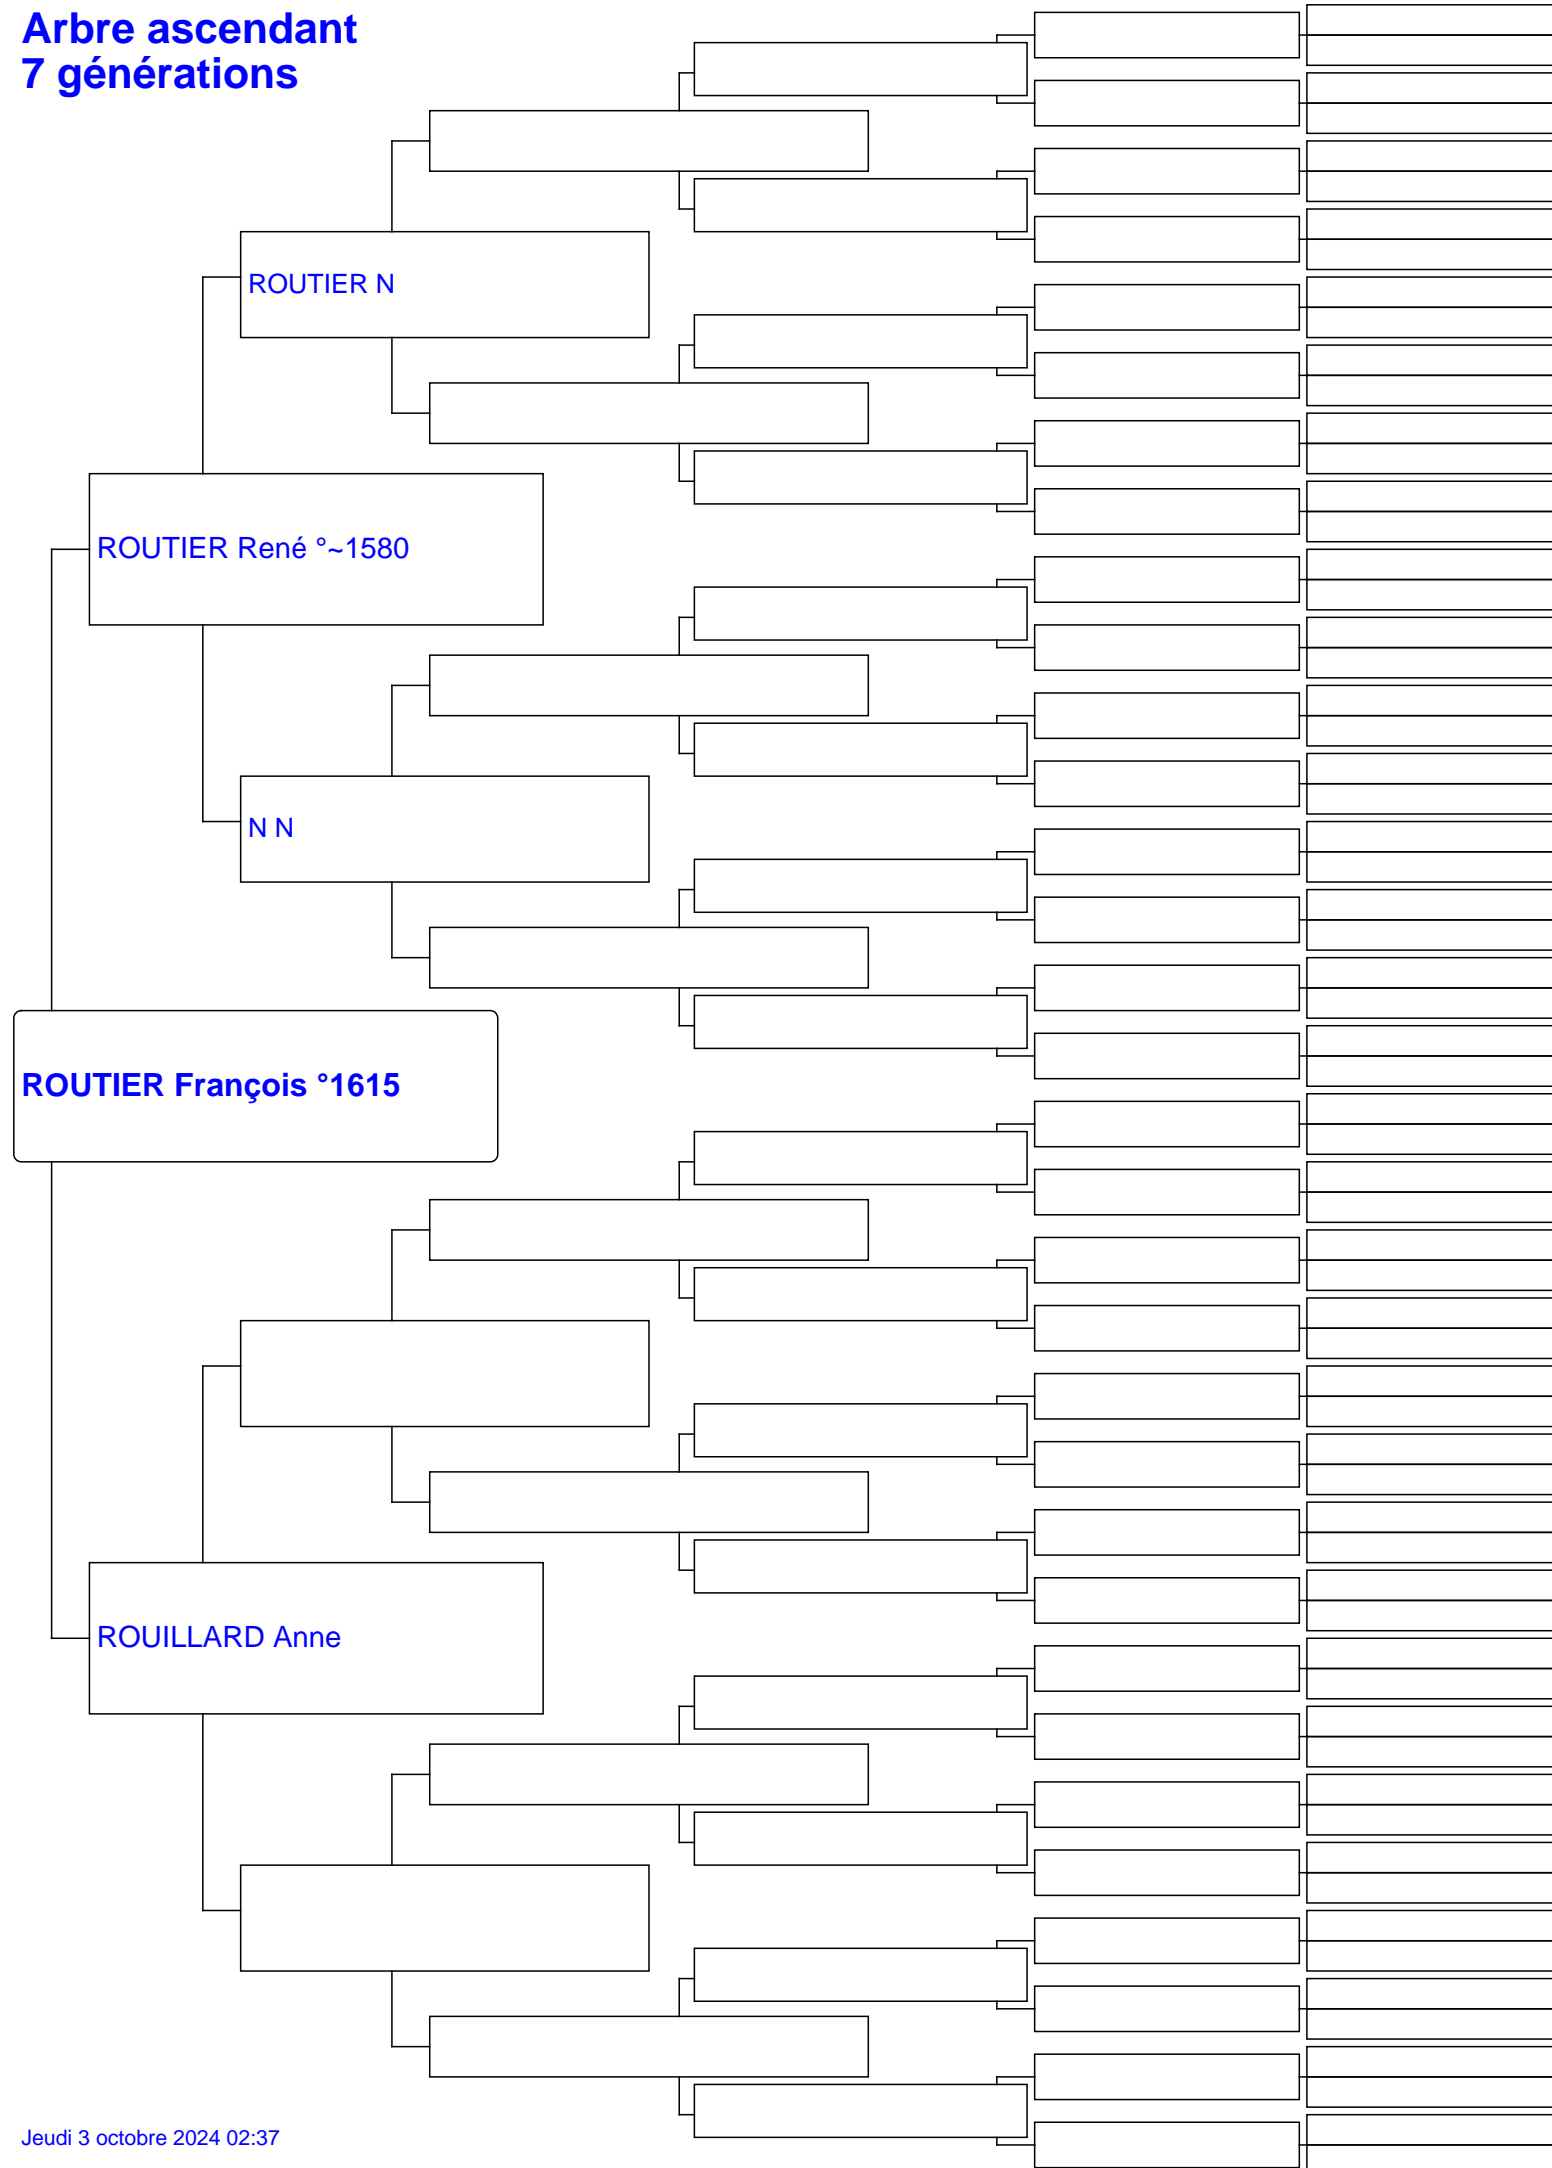 Arbre ascendant
7 générations
ROUTIER N
ROUTIER René °~1580
N N
ROUTIER François °1615
ROUILLARD Anne
Jeudi 3 octobre 2024 02:37